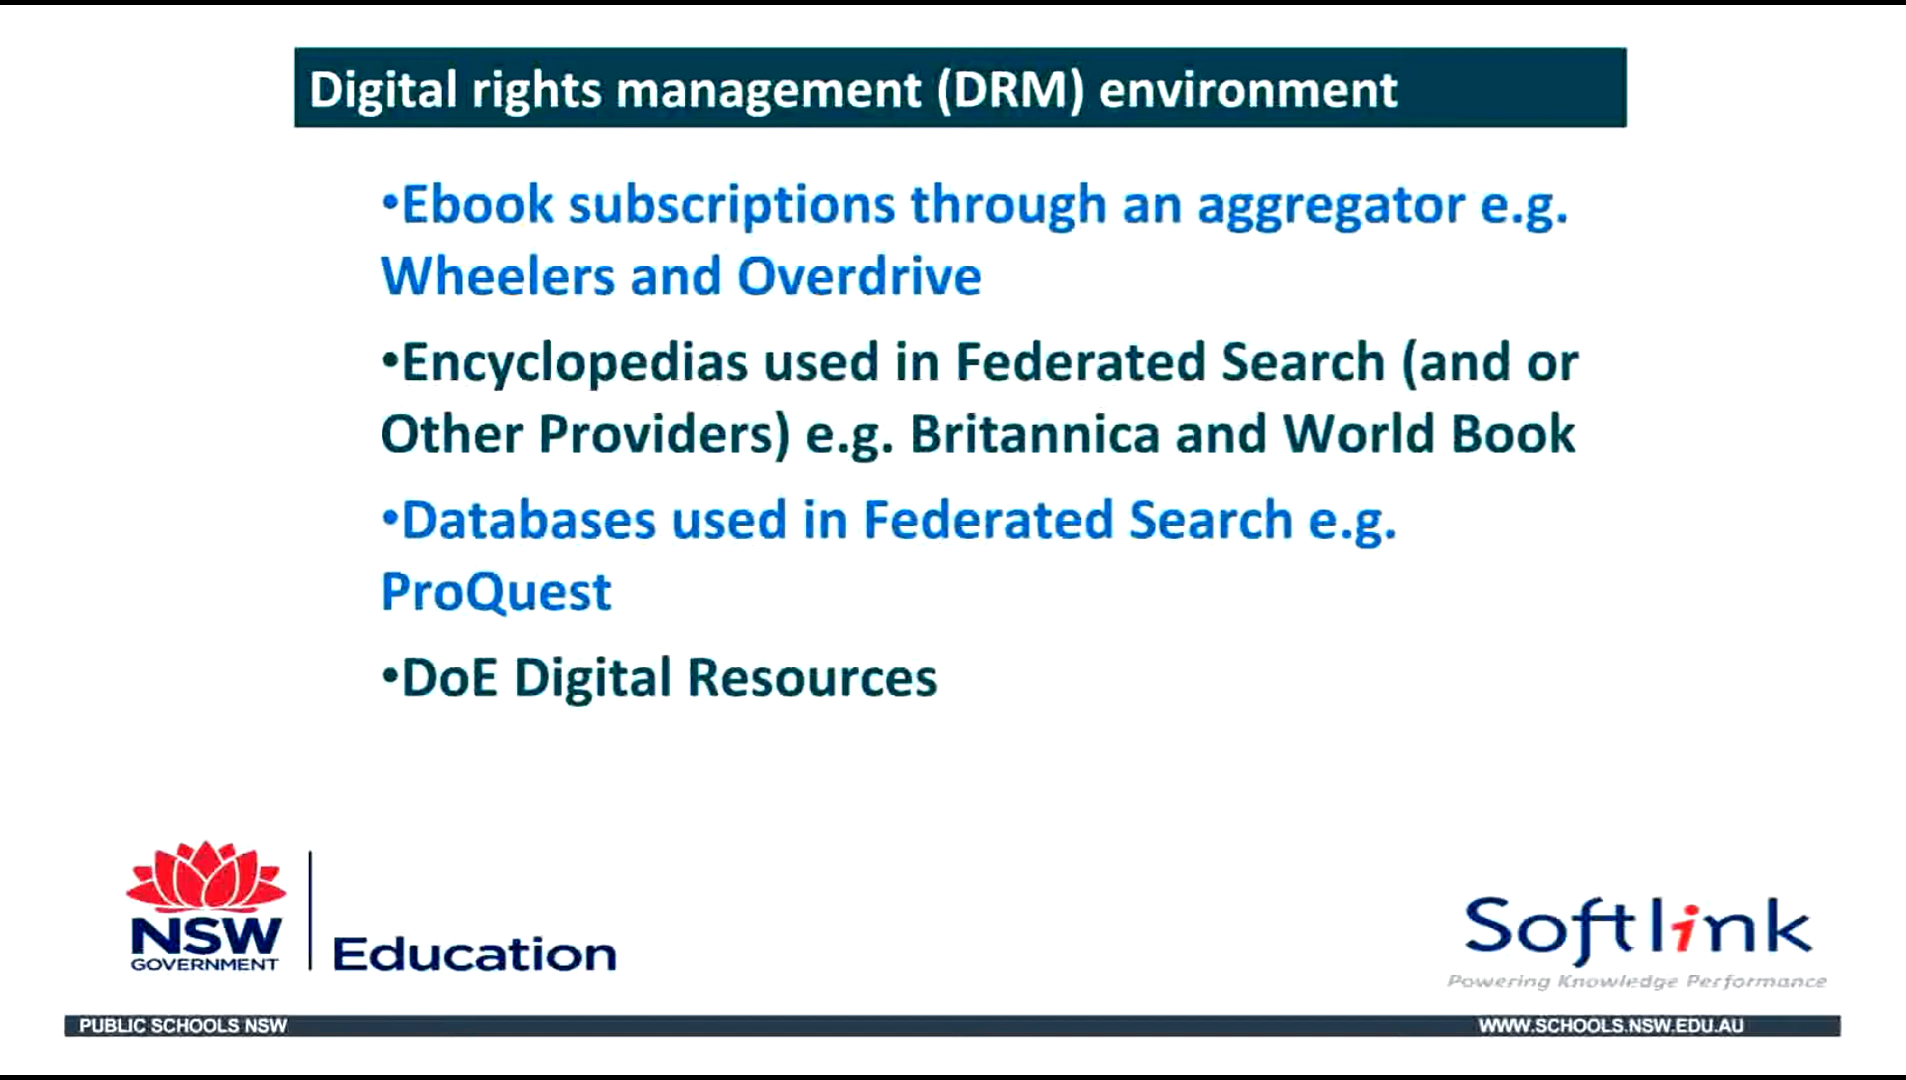 Digital rights management (DRM) environment
•Ebook subscriptions through an aggregator e.g.
Wheelers and Overdrive
•Encyclopedias used in Federated Search (and or
Other Providers) e.g. Britannica and World Book
•Databases used in Federated Search e.g.
ProQuest
•DoE Digital Resources
NSW
GOVERNMENT
Education
Softlink
Powering Knowledge Performance
PUBLIC SCHOOLS NSW
WWW.SCHOOLS.NSW.EDU.AU